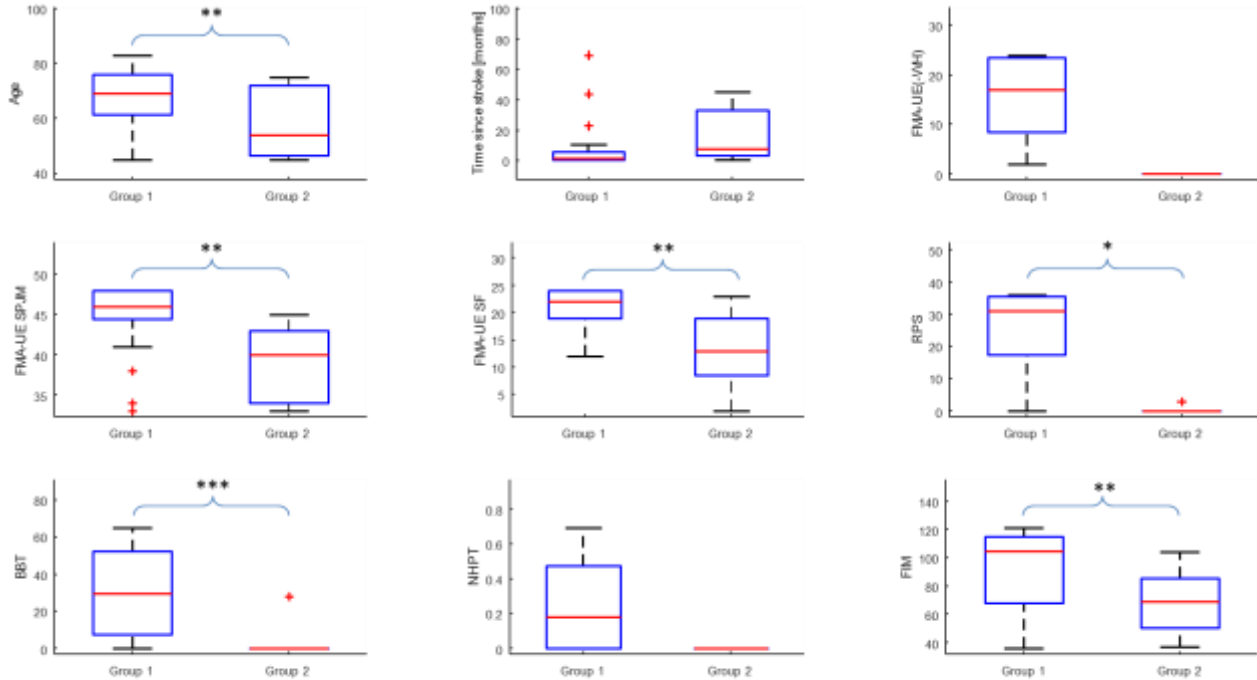 **
100
80
60
40
Age
Group 1 Group 2
100
80
60
40
20
0
Time since stroke [months]
Group 1 Group 2
30
20
10
0
FMA-UE(-WH)
Group 1 Group 2
**
45
40
35
FMA-UE SPJM
Group 1 Group 2
**
30
25
20
15
10
5
FMA-UE SF
Group 1 Group 2
*
50
40
30
20
10
0
RPS
Group 1 Group 2
***
80
60
40
20
0
BBT
Group 1 Group 2
0.8
0.6
0.4
0.2
0
NHPT
Group 1 Group 2
**
140
120
100
80
60
40
FIM
Group 1 Group 2